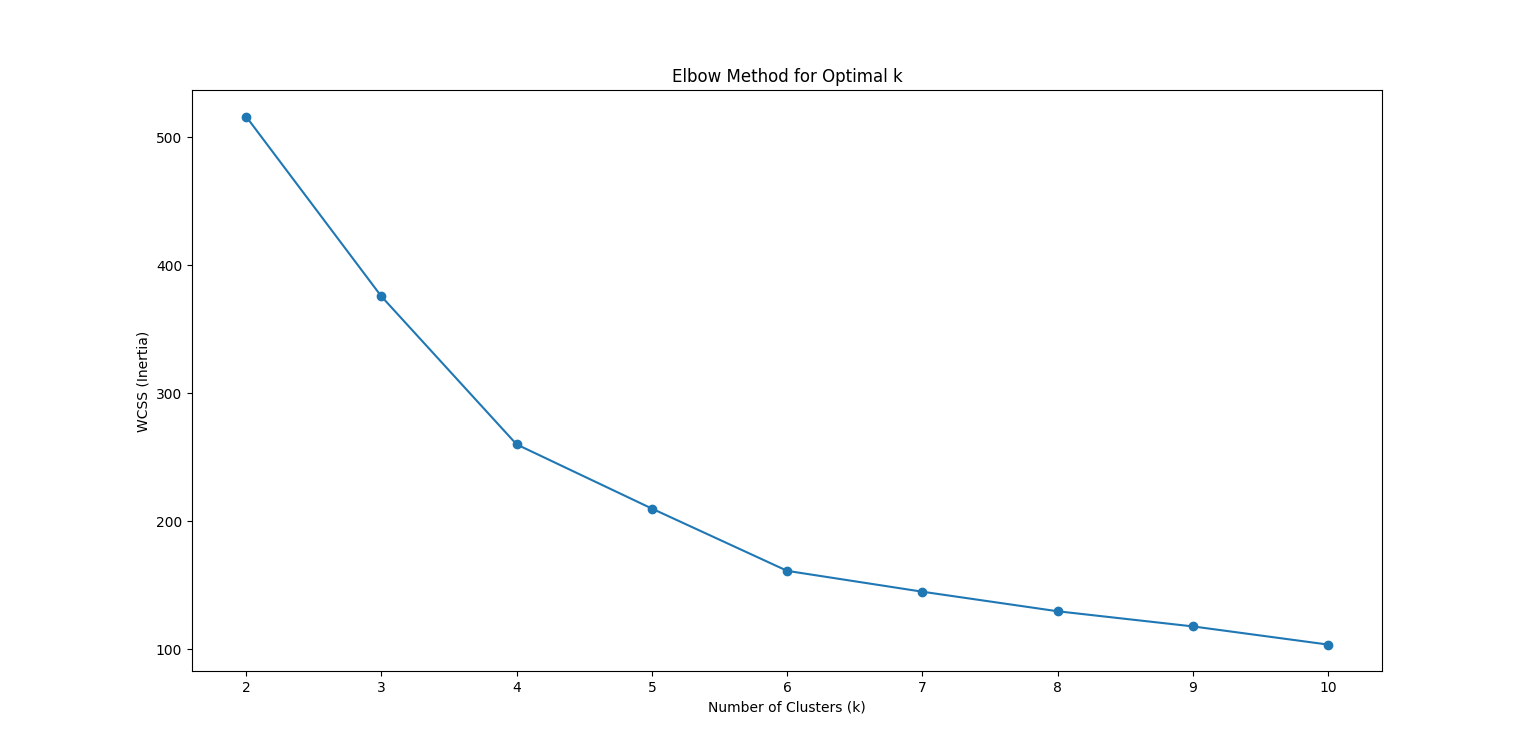 Elbow Method for Optimal k
500
400
300
200
100
WCSS (Inertia)
2 3 4 5 6 7 8 9 10
Number of Clusters (k)